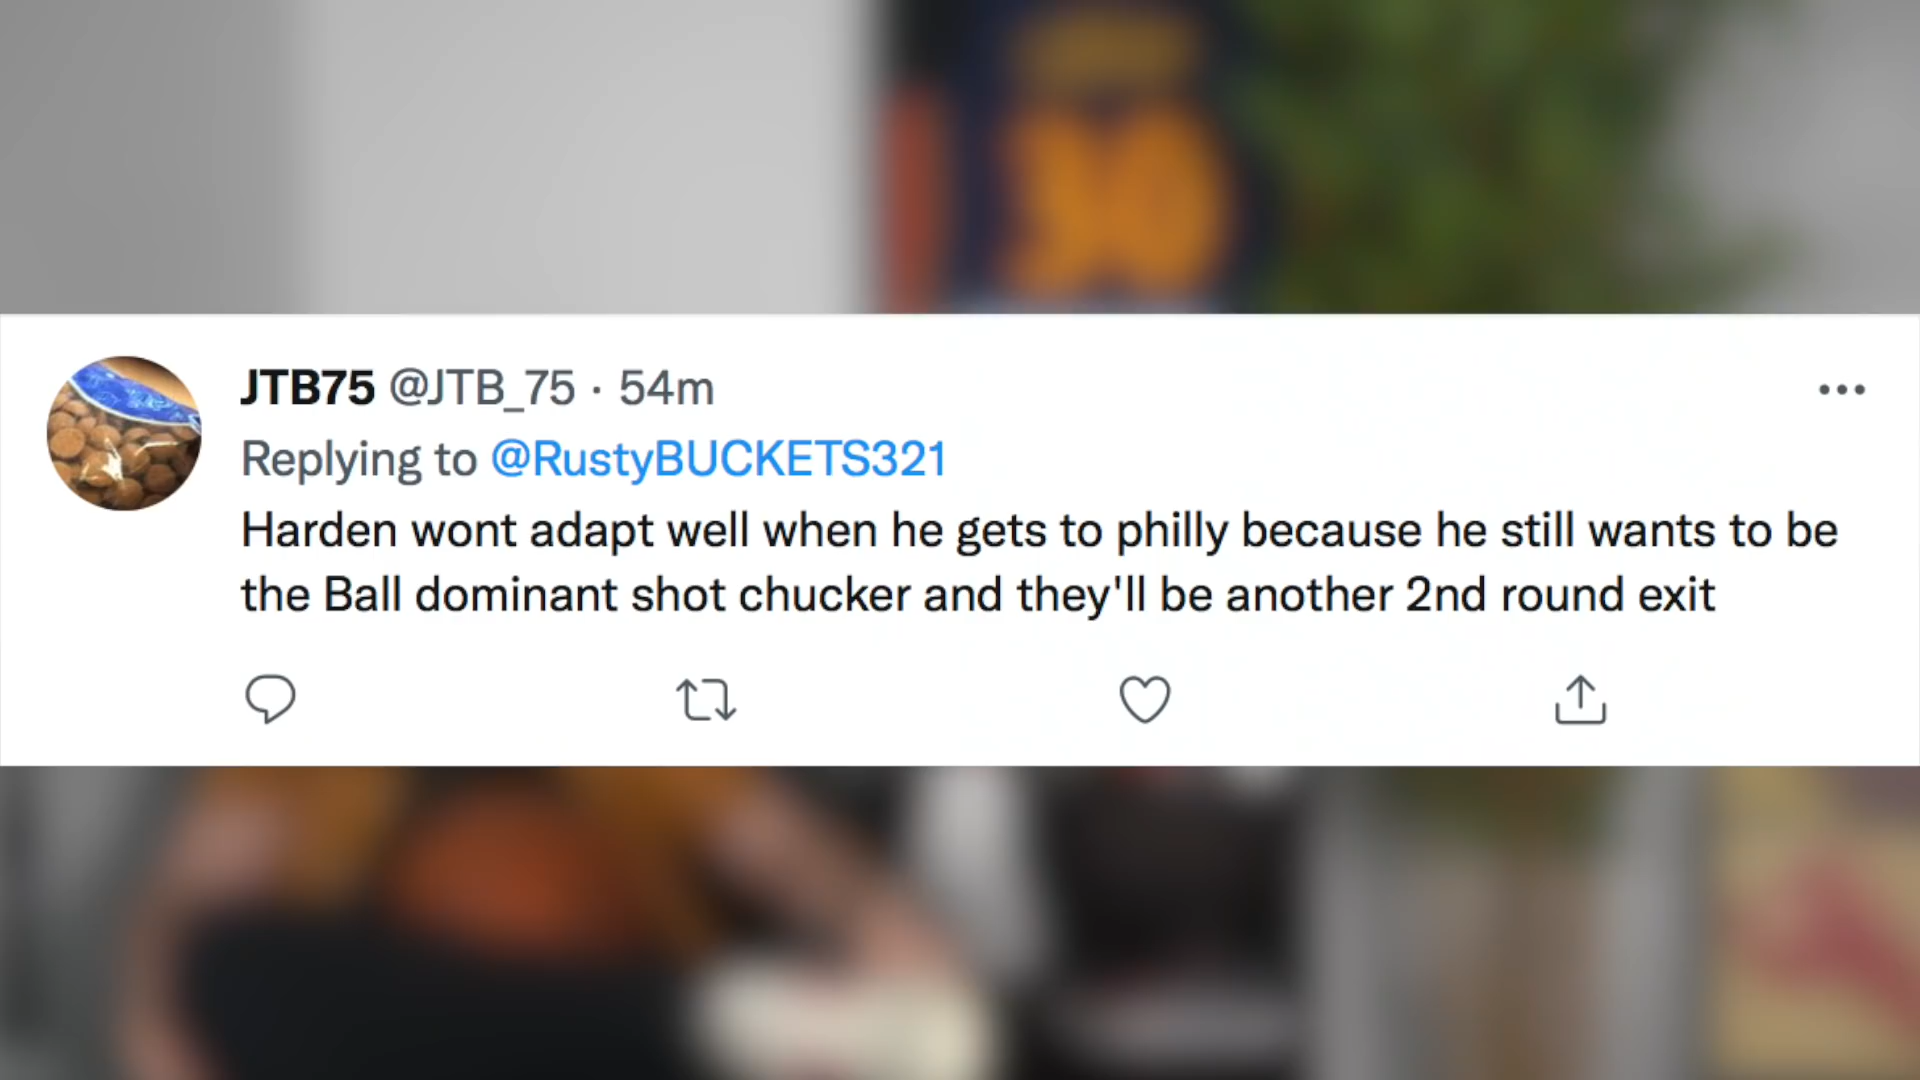 JTB75 @JTB_75 · 54m
Replying to @RustyBUCKETS321
Harden wont adapt well when he gets to philly because he still wants to be
the Ball dominant shot chucker and they'll be another 2nd round exit